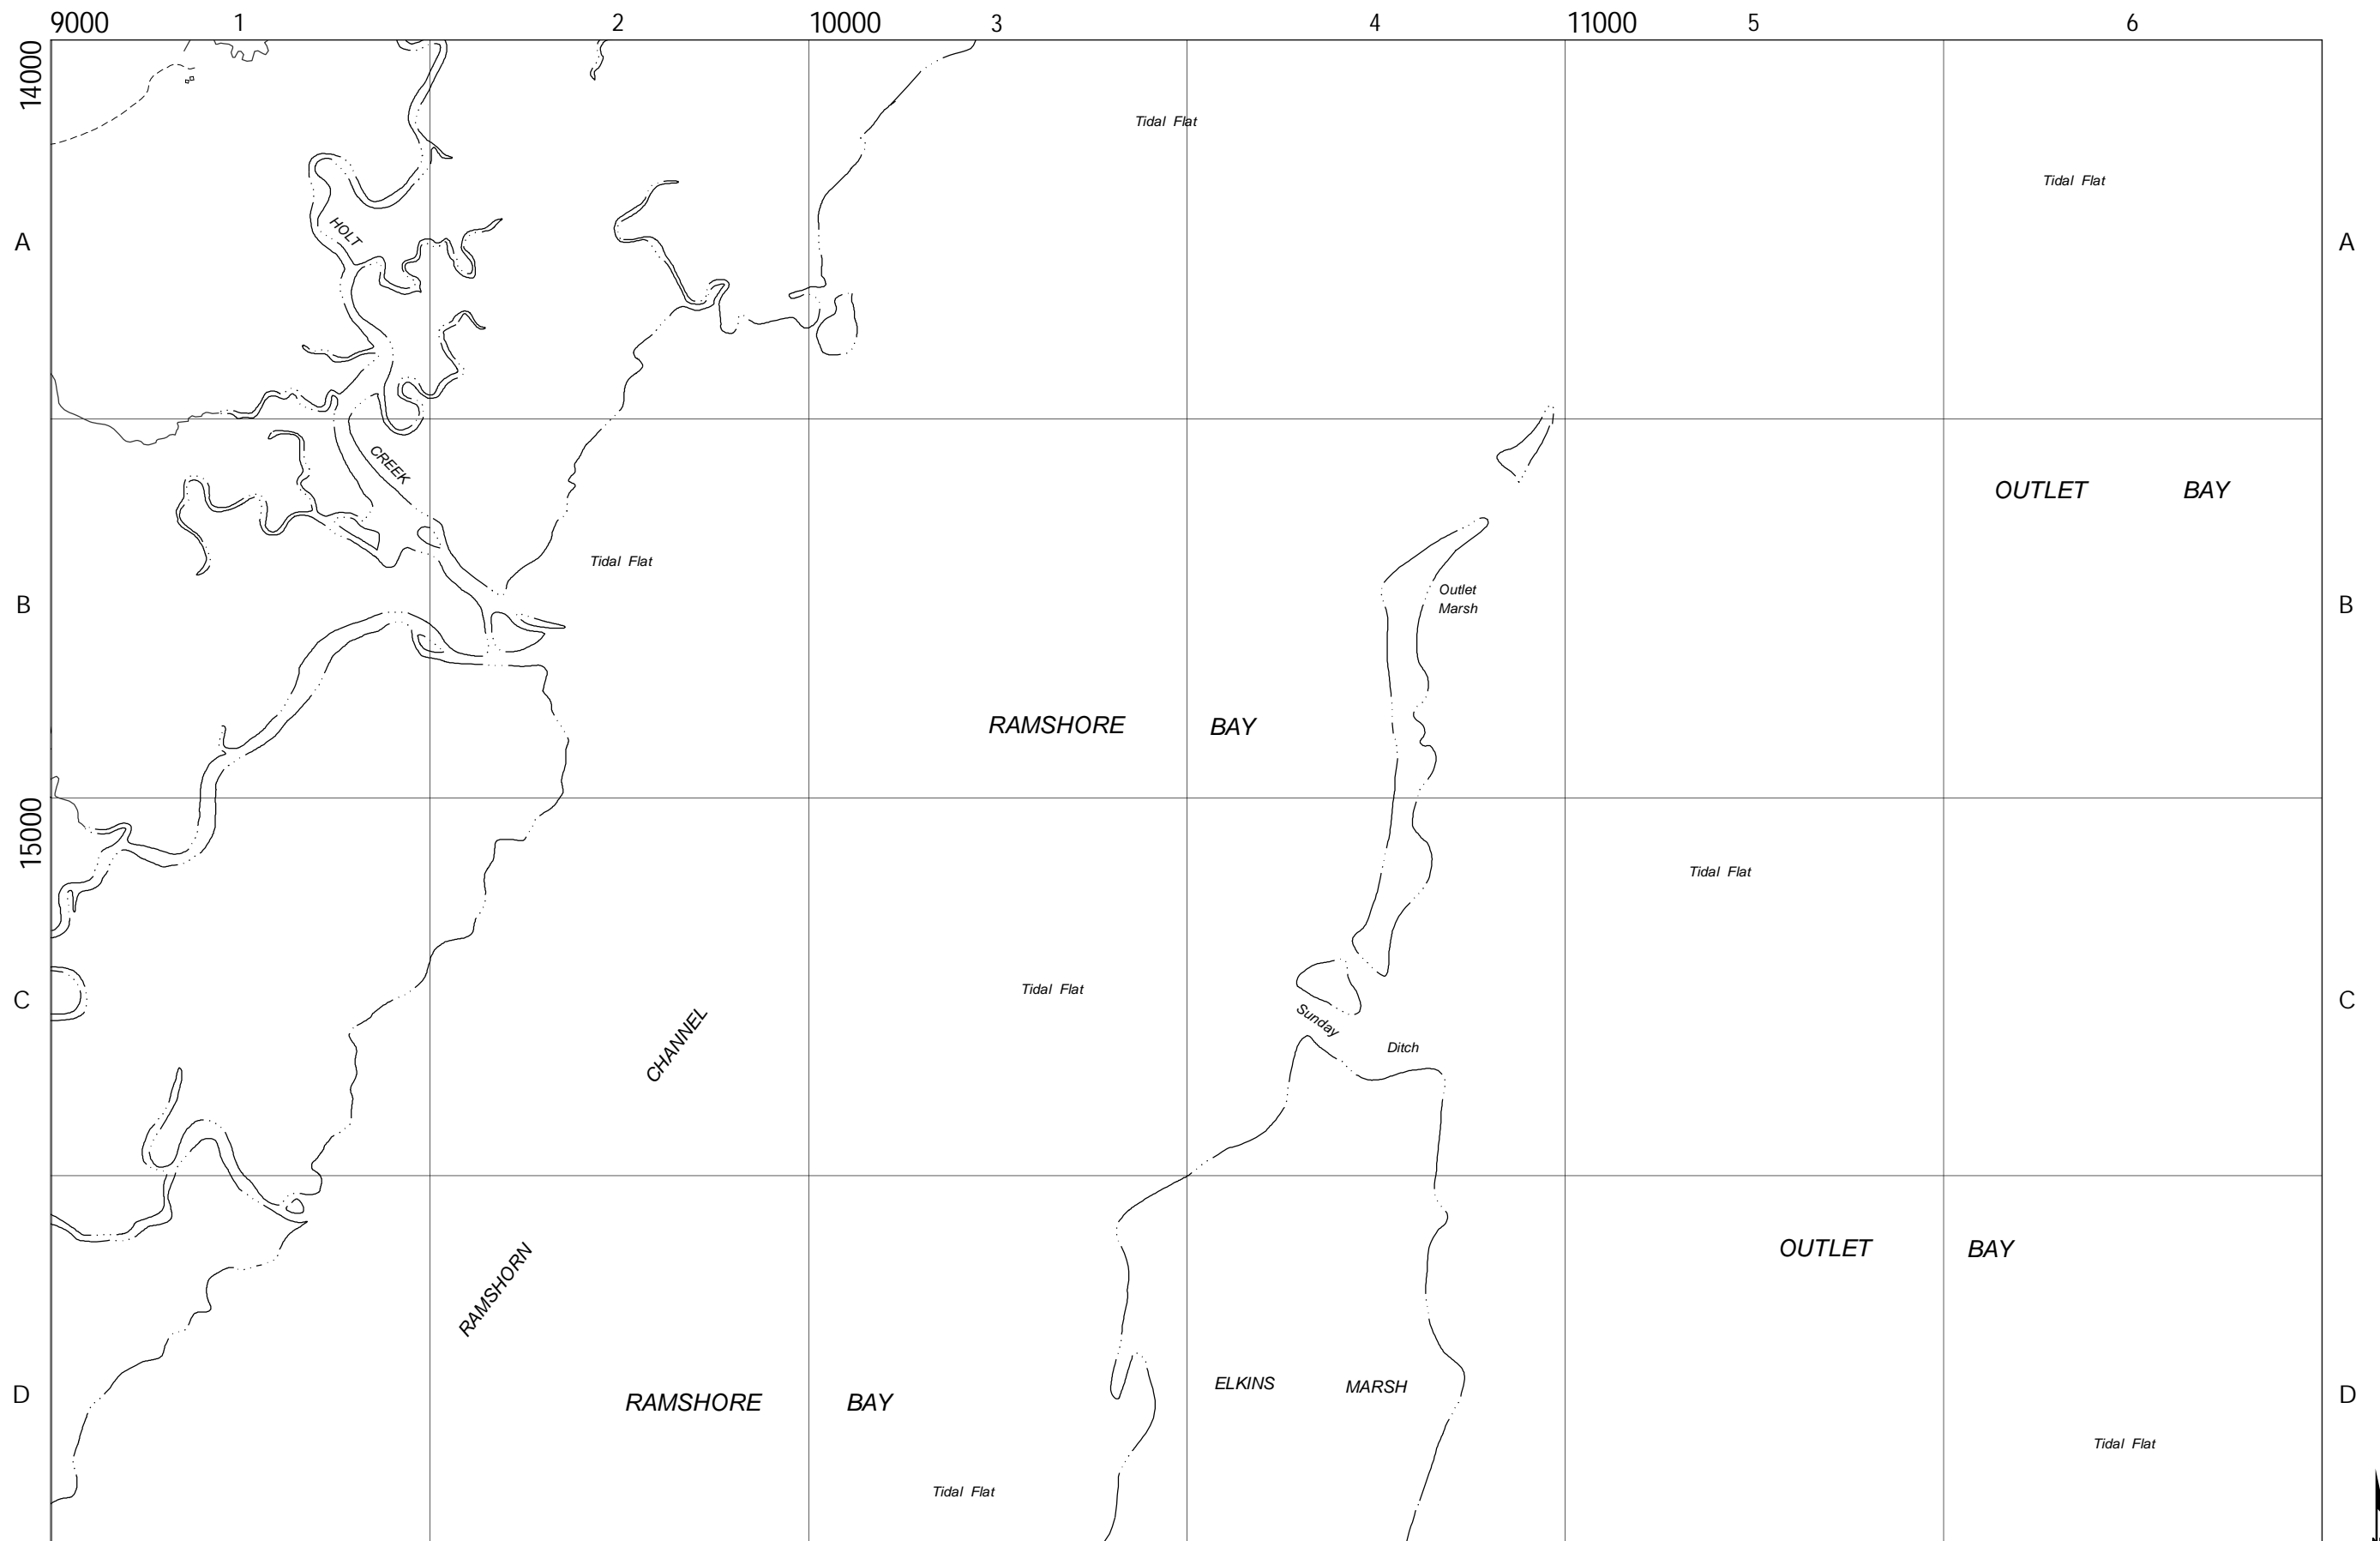 9000 1 2 10000 3 4 11000 5 6
14000
Tidal Flat
Tidal Flat
HOLT
A A
CREEK
OUTLET BAY
Tidal Flat
Outlet
Marsh
B B
RAMSHORE BAY
15000
Tidal Flat
Tidal Flat
C C
Sunday
Ditch
CHANNEL
RAMSHORN
OUTLET BAY
ELKINS MARSH
D D
RAMSHORE BAY
Tidal Flat
Tidal Flat